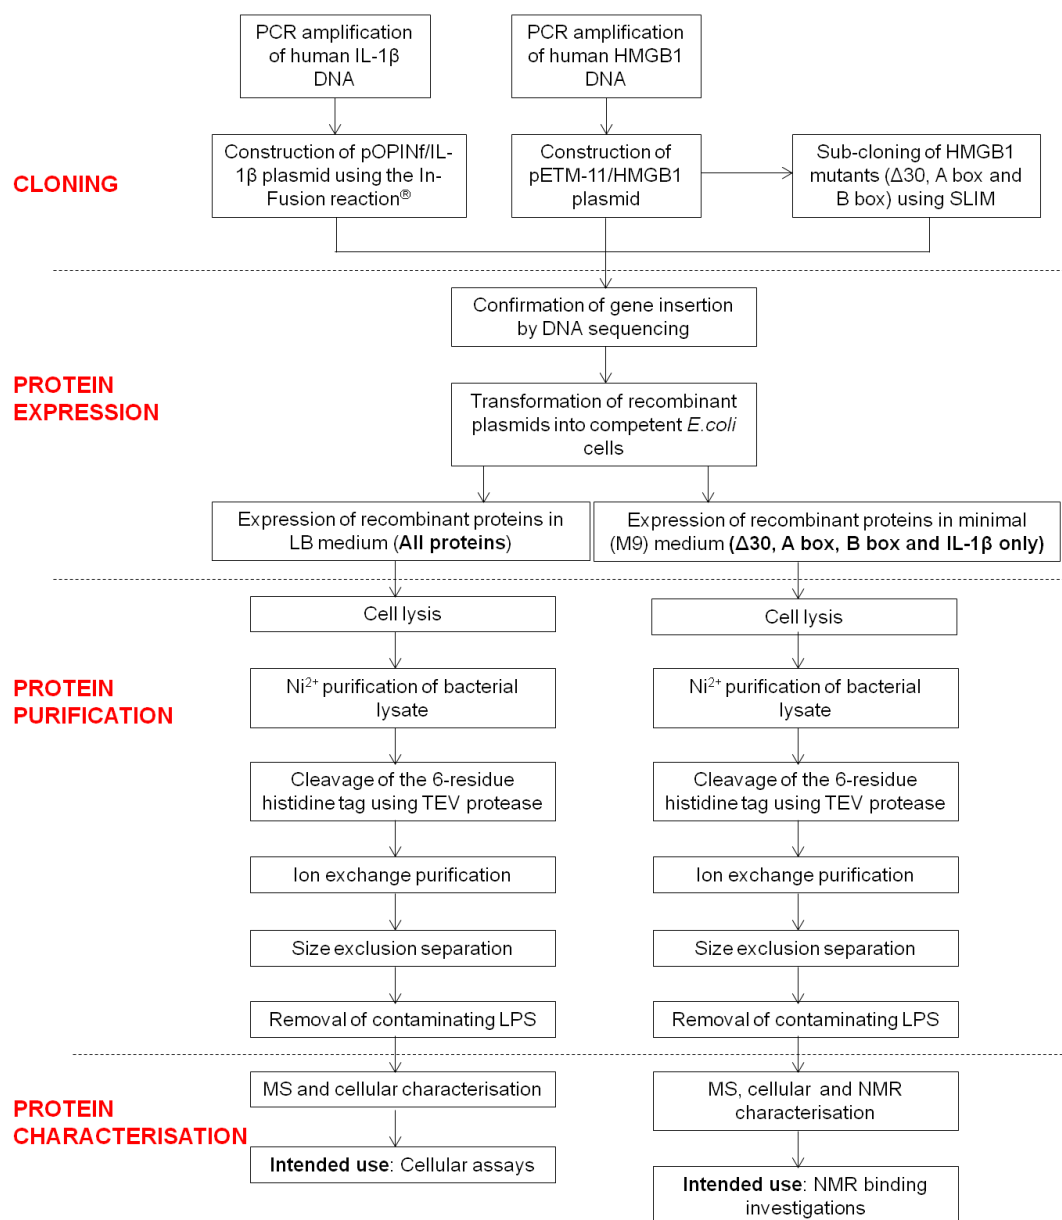 PCR amplification
of human IL-1β
DNA
PCR amplification
of human HMGB1
DNA
CLONING
Construction of pOPINf/IL-
1β plasmid using the In-
Fusion reaction®
Construction of
pETM-11/HMGB1
plasmid
Sub-cloning of HMGB1
mutants (Δ30, A box and
B box) using SLIM
Confirmation of gene insertion
by DNA sequencing
PROTEIN
EXPRESSION
Transformation of recombinant
plasmids into competent E.coli
cells
Expression of recombinant proteins in
LB medium (All proteins)
Expression of recombinant proteins in minimal
(M9) medium (Δ30, A box, B box and IL-1β only)
PROTEIN
PURIFICATION
Cell lysis
Ni2+ purification of bacterial
lysate
Cleavage of the 6-residue
histidine tag using TEV protease
Ion exchange purification
Size exclusion separation
Removal of contaminating LPS
Cell lysis
Ni2+ purification of bacterial
lysate
Cleavage of the 6-residue
histidine tag using TEV protease
Ion exchange purification
Size exclusion separation
Removal of contaminating LPS
PROTEIN
CHARACTERISATION
MS and cellular characterisation
Intended use: Cellular assays
MS, cellular and NMR
characterisation
Intended use: NMR binding
investigations